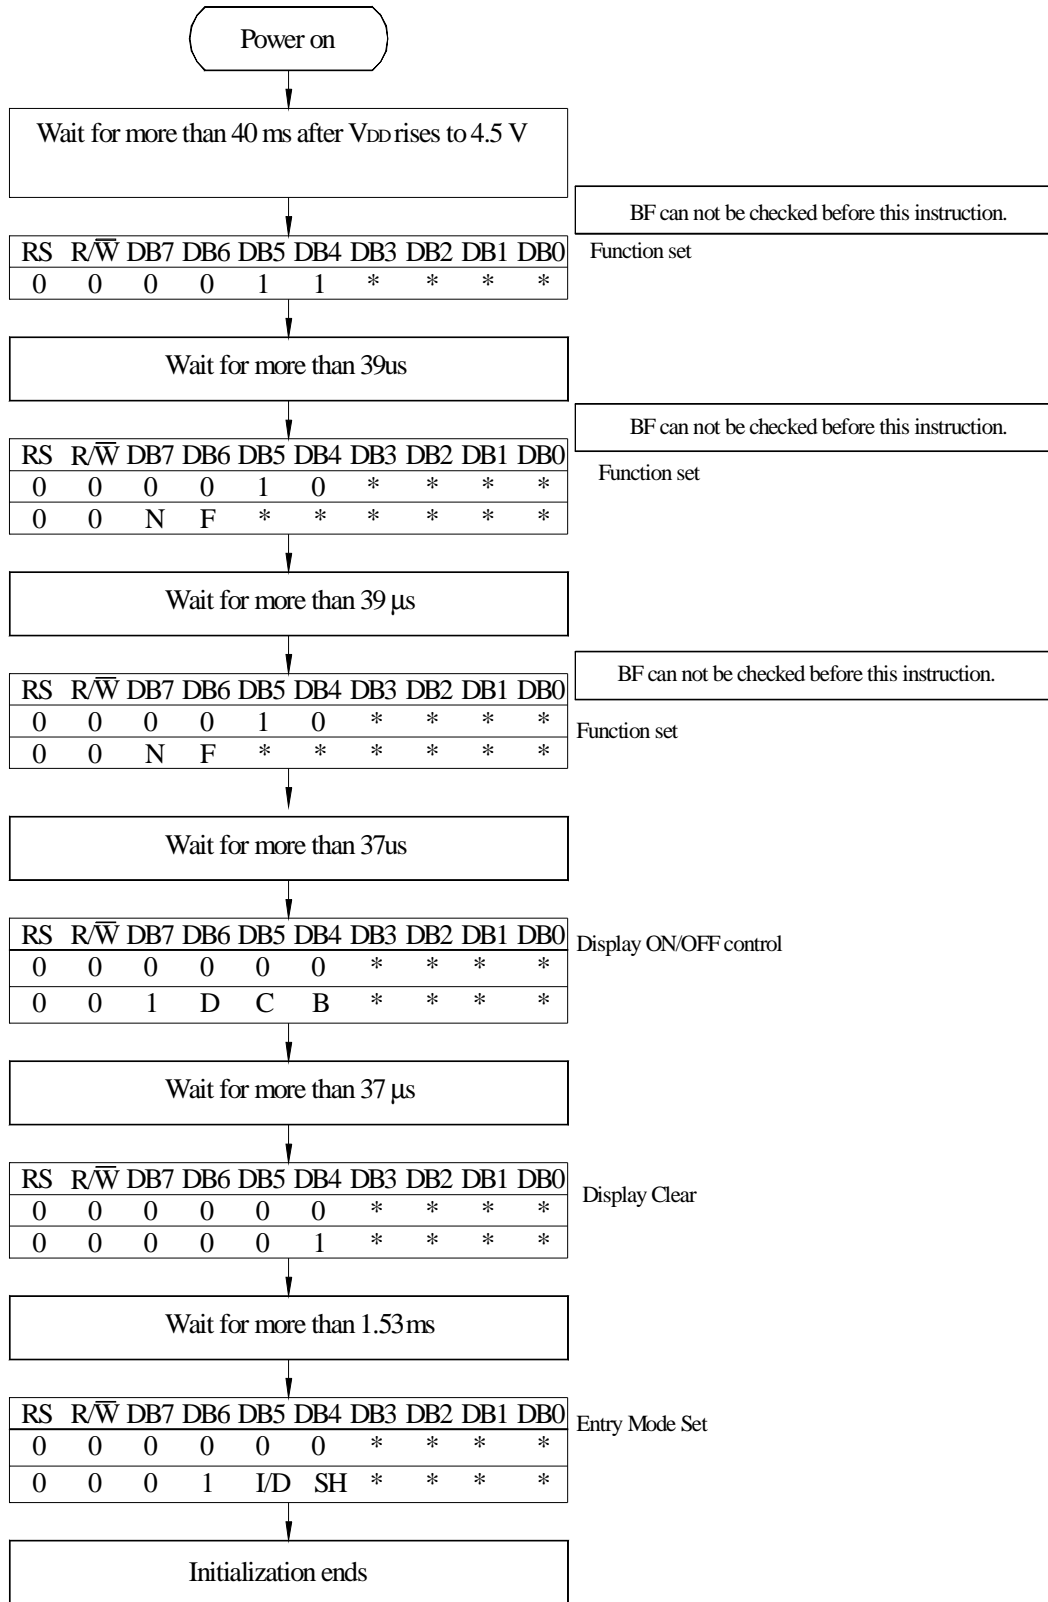 Power on
Wait for more than 40 ms after VDD rises to 4.5 V
BF can not be checked before this instruction.
RS R/W̅ DB7 DB6 DB5 DB4 DB3 DB2 DB1 DB0
Function set
0 0 0 0 1 1 * * * *
Wait for more than 39us
BF can not be checked before this instruction.
RS R/W̅ DB7 DB6 DB5 DB4 DB3 DB2 DB1 DB0
Function set
0 0 0 0 1 0 * * * *
0 0 N F * * * * * *
Wait for more than 39 µs
BF can not be checked before this instruction.
RS R/W̅ DB7 DB6 DB5 DB4 DB3 DB2 DB1 DB0
0 0 0 0 1 0 * * * *
Function set
0 0 N F * * * * * *
Wait for more than 37us
RS R/W̅ DB7 DB6 DB5 DB4 DB3 DB2 DB1 DB0
Display ON/OFF control
0 0 0 0 0 0 * * * *
0 0 1 D C B * * * *
Wait for more than 37 µs
RS R/W̅ DB7 DB6 DB5 DB4 DB3 DB2 DB1 DB0
Display Clear
0 0 0 0 0 0 * * * *
0 0 0 0 0 1 * * * *
Wait for more than 1.53ms
RS R/W̅ DB7 DB6 DB5 DB4 DB3 DB2 DB1 DB0
Entry Mode Set
0 0 0 0 0 0 * * * *
0 0 0 1 I/D SH * * * *
Initialization ends